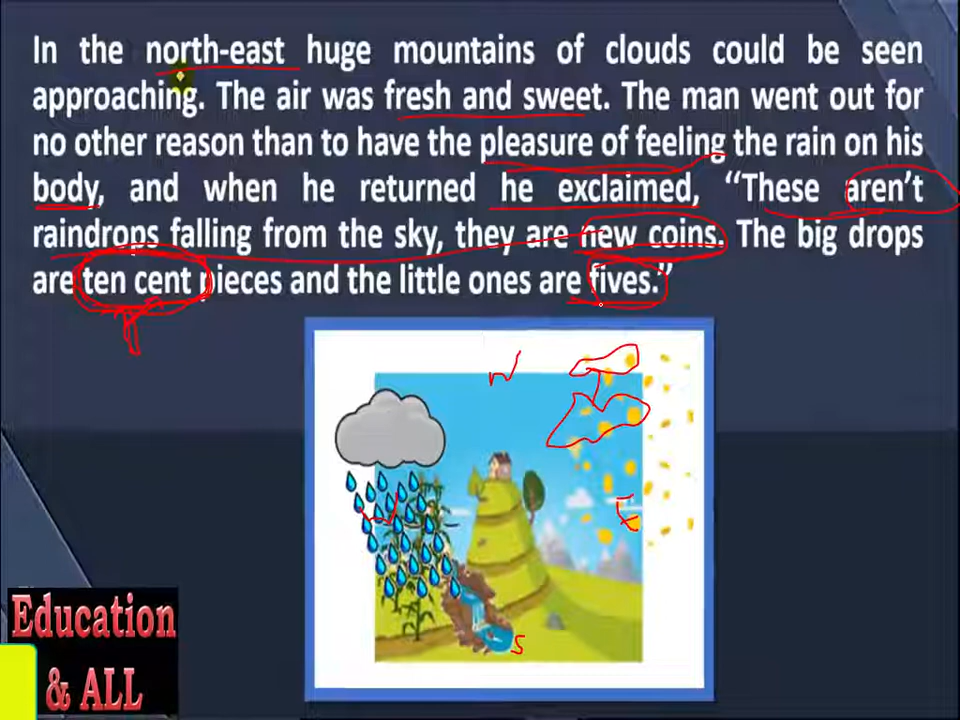 In the north-east huge mountains of clouds could be seen
approaching. The air was fresh and sweet. The man went out for
no other reason than to have the pleasure of feeling the rain on his
body, and when he returned he exclaimed, “These aren’t
raindrops falling from the sky, they are new coins. The big drops
are ten cent pieces and the little ones are fives.”
N
E
S
Education
& ALL